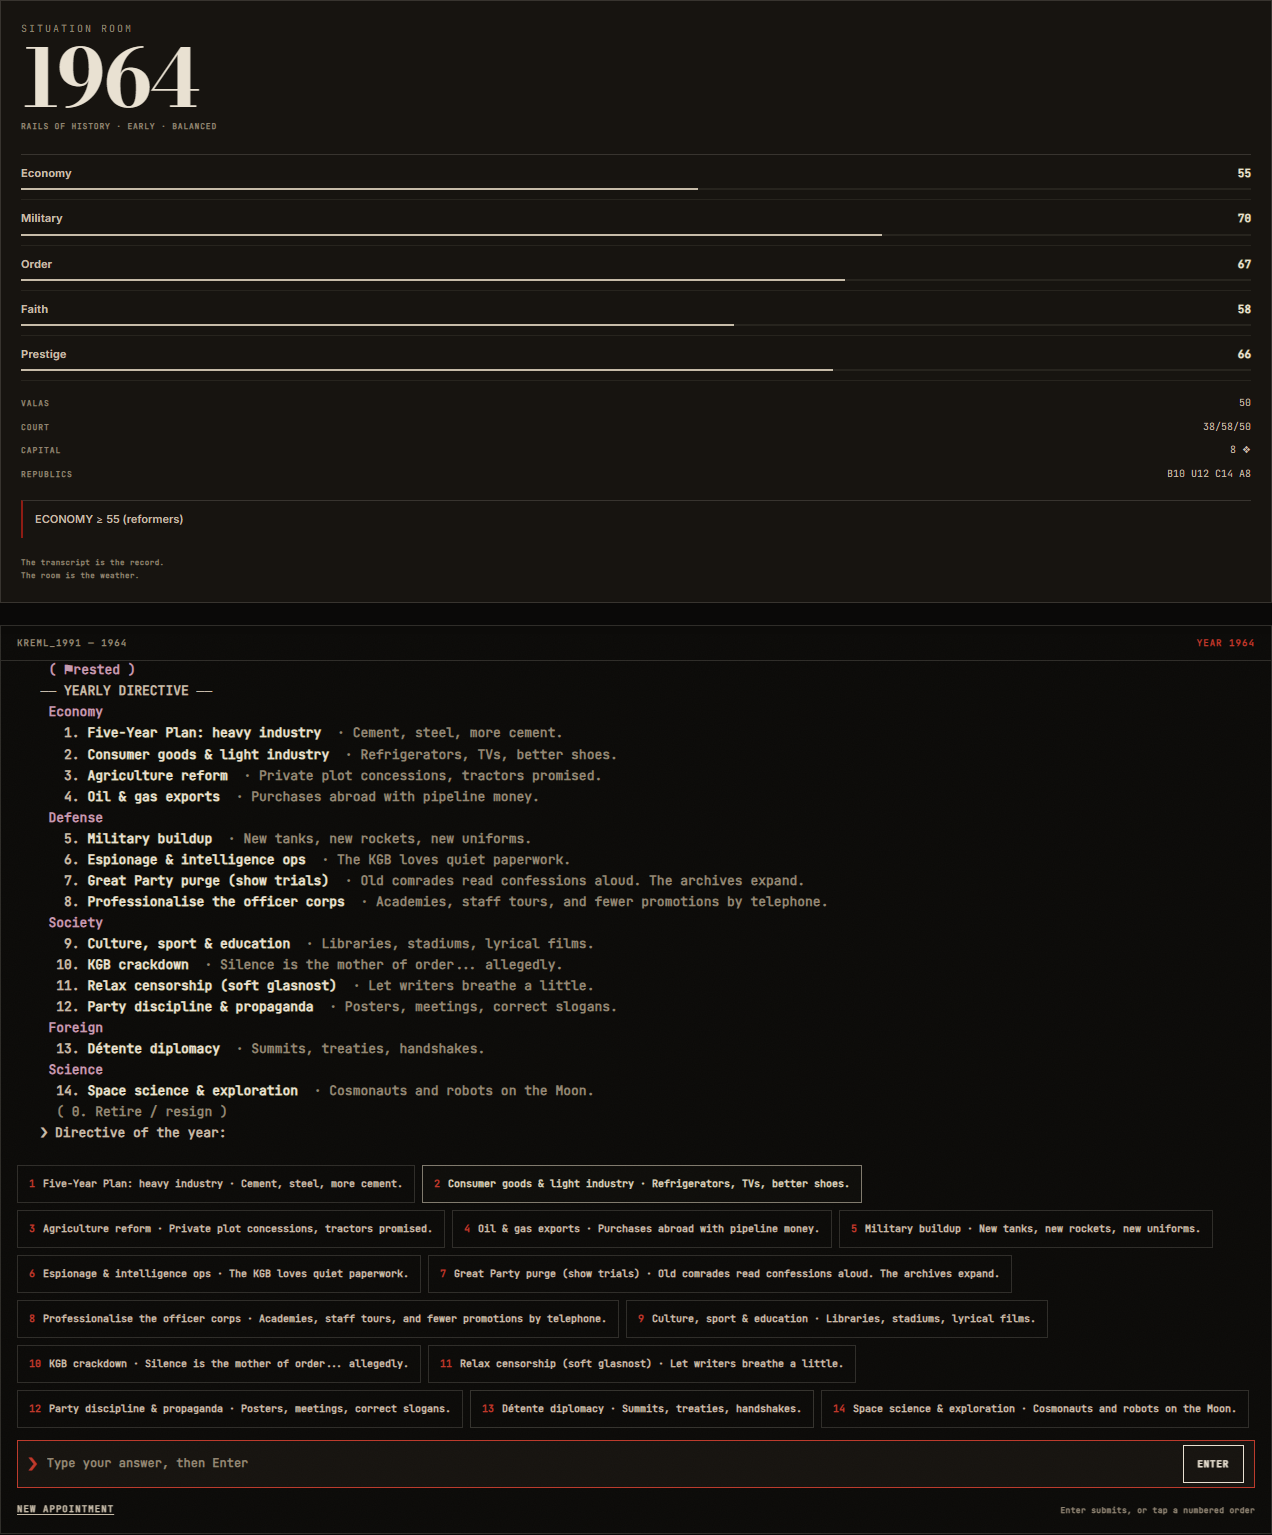 SITUATION ROOM
1964
RAILS OF HISTORY · EARLY · BALANCED
Economy 55
Military 70
Order 67
Faith 58
Prestige 66
VALAS 50
COURT 38/58/50
CAPITAL 8 ❖
REPUBLICS B10 U12 C14 A8
ECONOMY ≥ 55 (reformers)
The transcript is the record.
The room is the weather.
KREML_1991 — 1964 YEAR 1964
( ⚑rested )
—— YEARLY DIRECTIVE ——
Economy
1. Five-Year Plan: heavy industry · Cement, steel, more cement.
2. Consumer goods & light industry · Refrigerators, TVs, better shoes.
3. Agriculture reform · Private plot concessions, tractors promised.
4. Oil & gas exports · Purchases abroad with pipeline money.
Defense
5. Military buildup · New tanks, new rockets, new uniforms.
6. Espionage & intelligence ops · The KGB loves quiet paperwork.
7. Great Party purge (show trials) · Old comrades read confessions aloud. The archives expand.
8. Professionalise the officer corps · Academies, staff tours, and fewer promotions by telephone.
Society
9. Culture, sport & education · Libraries, stadiums, lyrical films.
10. KGB crackdown · Silence is the mother of order... allegedly.
11. Relax censorship (soft glasnost) · Let writers breathe a little.
12. Party discipline & propaganda · Posters, meetings, correct slogans.
Foreign
13. Détente diplomacy · Summits, treaties, handshakes.
Science
14. Space science & exploration · Cosmonauts and robots on the Moon.
( 0. Retire / resign )
❯ Directive of the year:
1 Five-Year Plan: heavy industry · Cement, steel, more cement.
2 Consumer goods & light industry · Refrigerators, TVs, better shoes.
3 Agriculture reform · Private plot concessions, tractors promised.
4 Oil & gas exports · Purchases abroad with pipeline money.
5 Military buildup · New tanks, new rockets, new uniforms.
6 Espionage & intelligence ops · The KGB loves quiet paperwork.
7 Great Party purge (show trials) · Old comrades read confessions aloud. The archives expand.
8 Professionalise the officer corps · Academies, staff tours, and fewer promotions by telephone.
9 Culture, sport & education · Libraries, stadiums, lyrical films.
10 KGB crackdown · Silence is the mother of order... allegedly.
11 Relax censorship (soft glasnost) · Let writers breathe a little.
12 Party discipline & propaganda · Posters, meetings, correct slogans.
13 Détente diplomacy · Summits, treaties, handshakes.
14 Space science & exploration · Cosmonauts and robots on the Moon.
❯ Type your answer, then Enter ENTER
NEW APPOINTMENT Enter submits, or tap a numbered order